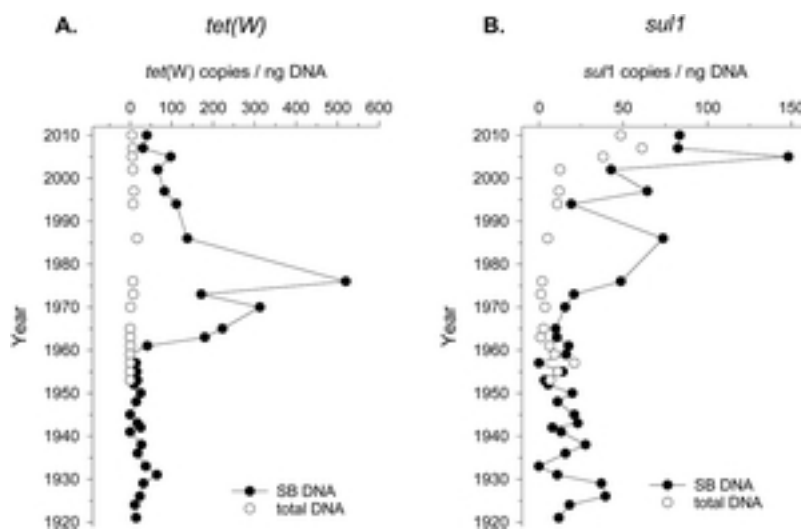 A. tet(W)
tet(W) copies / ng DNA
0 100 200 300 400 500 600
2010
2000
1990
1980
1970
1960
1950
1940
1930
1920
Year
SB DNA
total DNA
B. sul1
sul1 copies / ng DNA
0 50 100 150
2010
2000
1990
1980
1970
1960
1950
1940
1930
1920
Year
SB DNA
total DNA